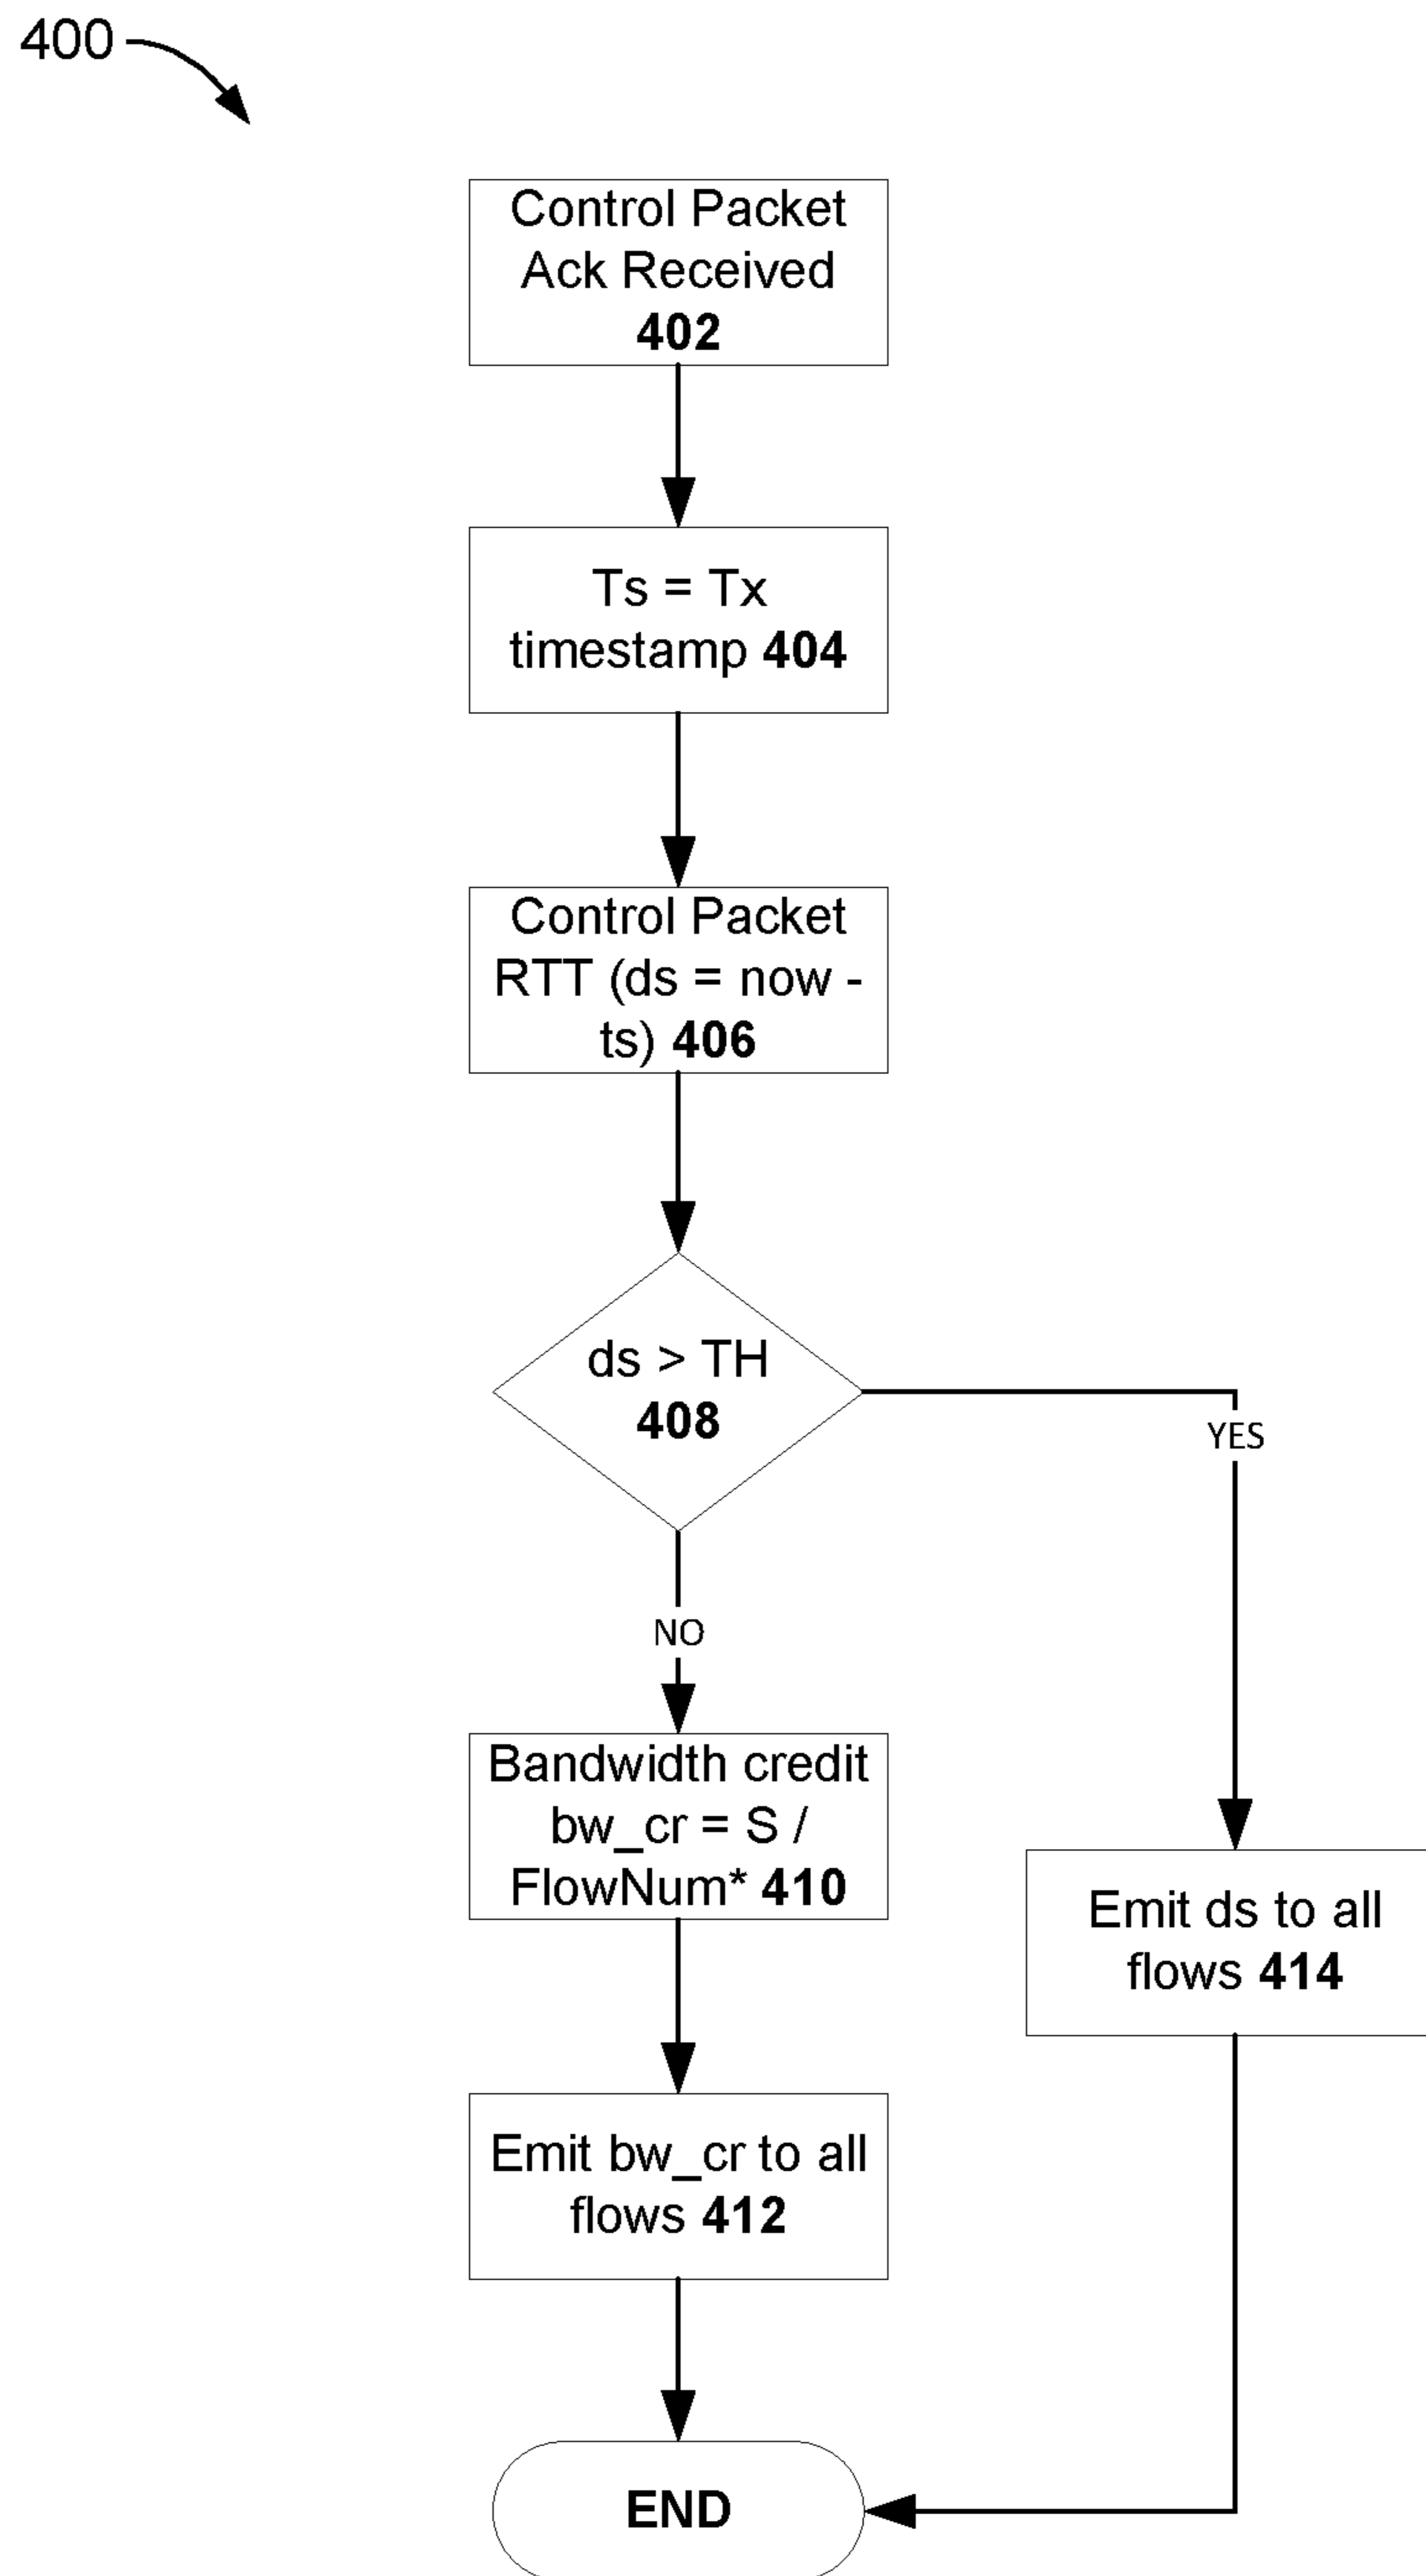 400
Control Packet
Ack Received
402
Ts = Tx
timestamp 404
Control Packet
RTT (ds = now -
ts) 406
ds > TH
408
YES
NO
Bandwidth credit
bw_cr = S /
FlowNum* 410
Emit ds to all
flows 414
Emit bw_cr to all
flows 412
END